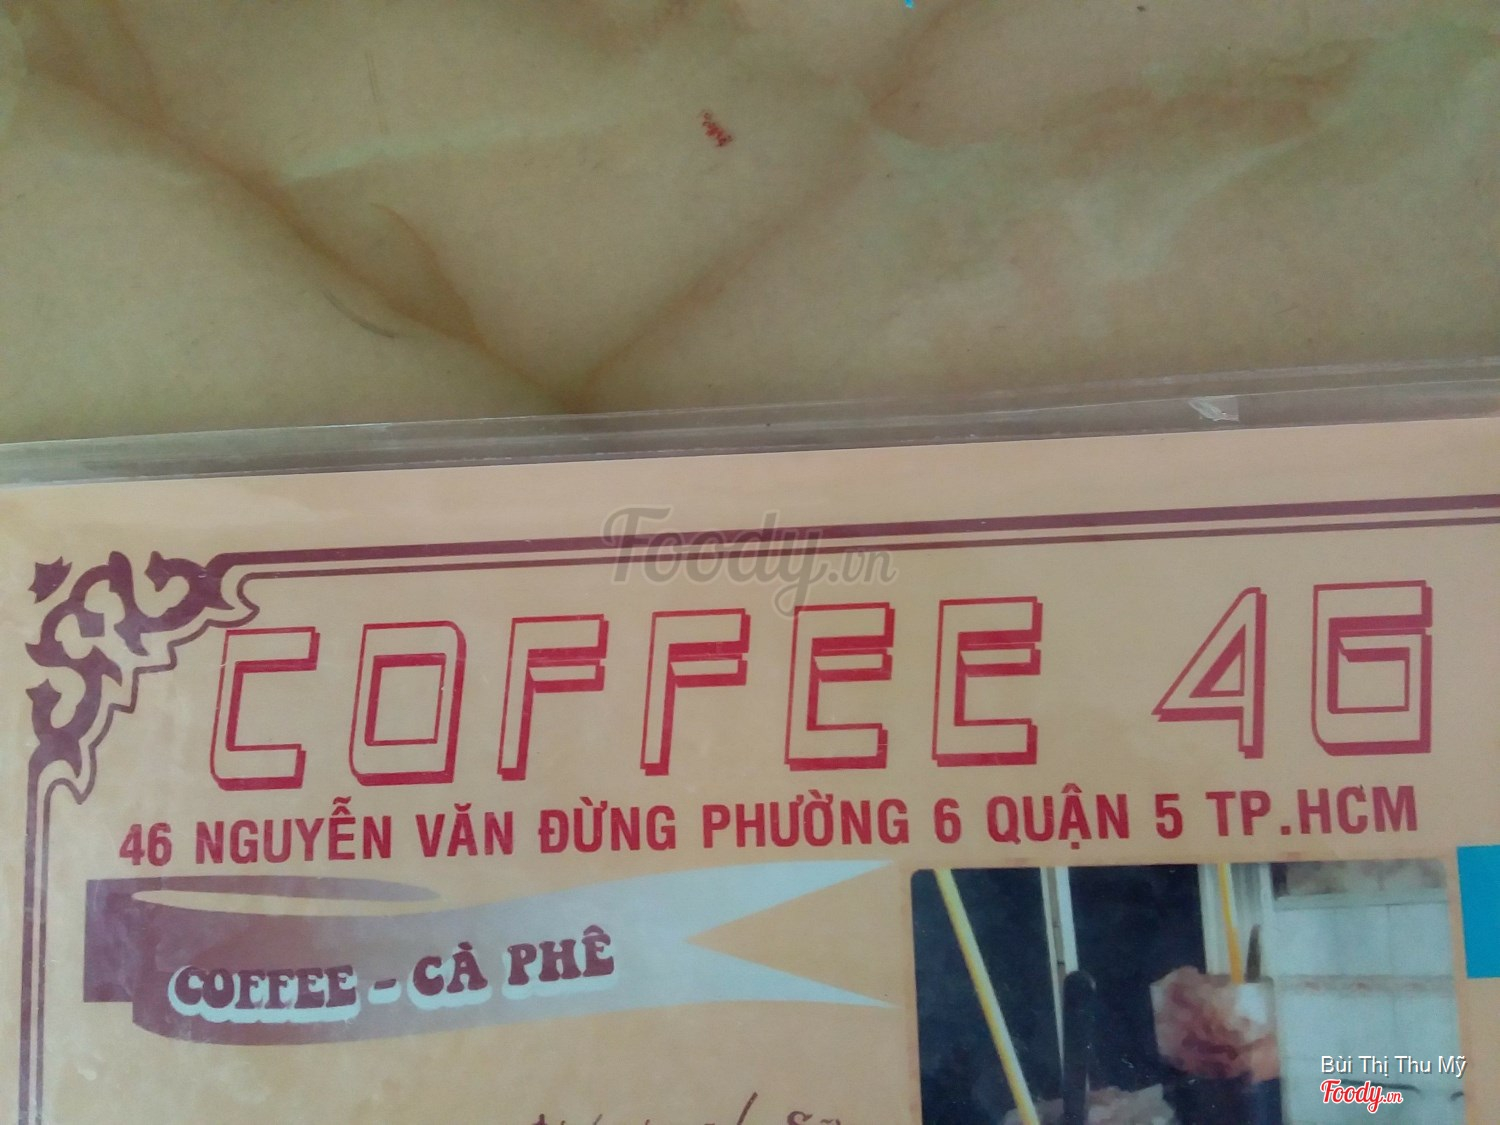 Foody.vn
COFFEE 46
46 NGUYỄN VĂN ĐỪNG PHƯỜNG 6 QUẬN 5 TP.HCM
COFFEE - CÀ PHÊ
Bùi Thị Thu Mỹ
Foody.vn